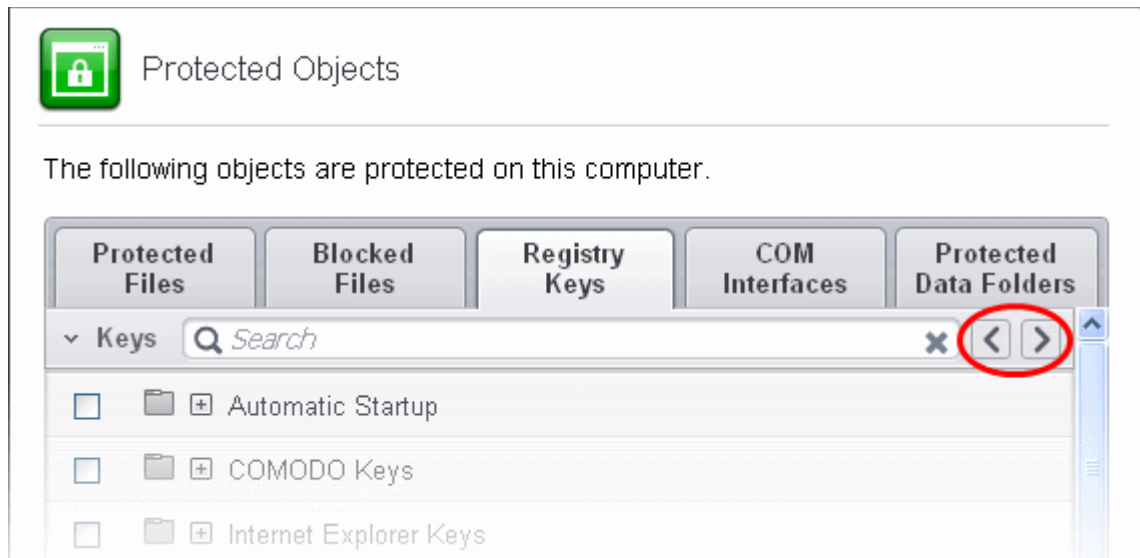 Protected Objects
The following objects are protected on this computer.
Protected Files
Blocked Files
Registry Keys
COM Interfaces
Protected Data Folders
Keys
Search
Automatic Startup
COMODO Keys
Internet Explorer Keys